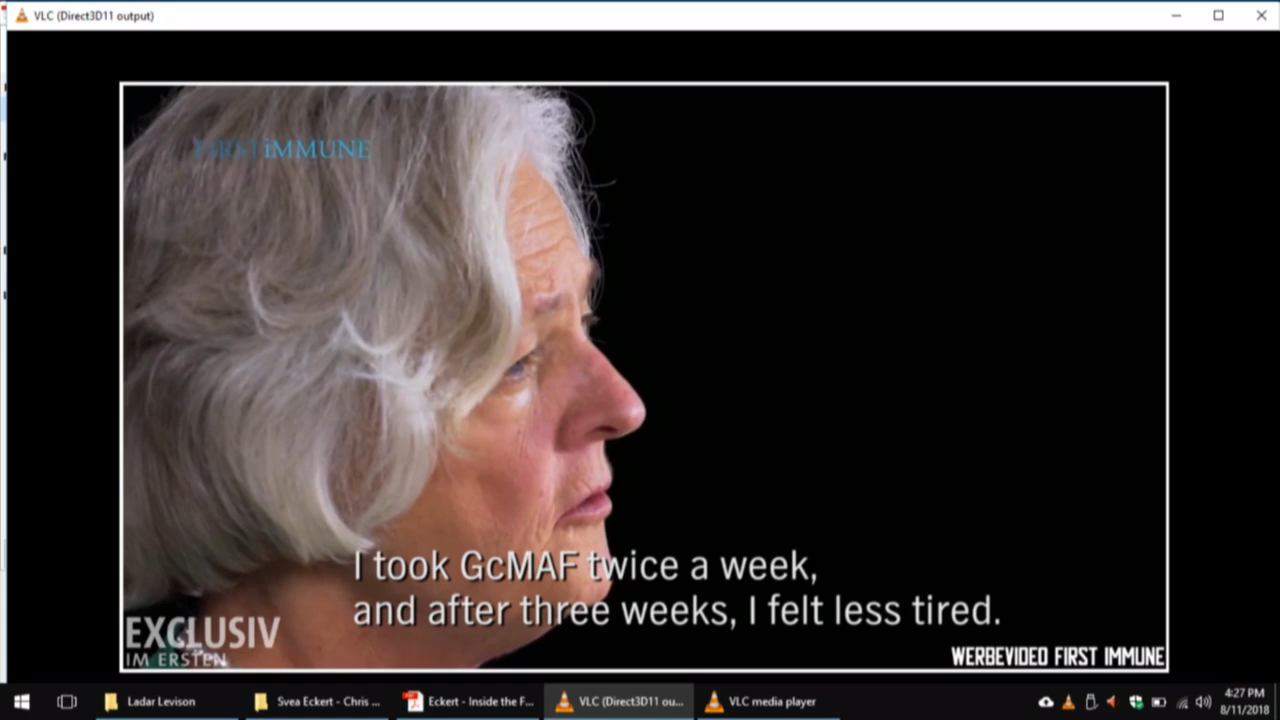 VLC (Direct3D11 output)
FIRST iMMUNE
I took GcMAF twice a week,
and after three weeks, I felt less tired.
EXCLUSIV
IM ERSTEN
WERBEVIDEO FIRST IMMUNE
Ladar Levison
Svea Eckert - Chris ...
Eckert - Inside the F...
VLC (Direct3D11 ou...
VLC media player
4:27 PM
8/11/2018